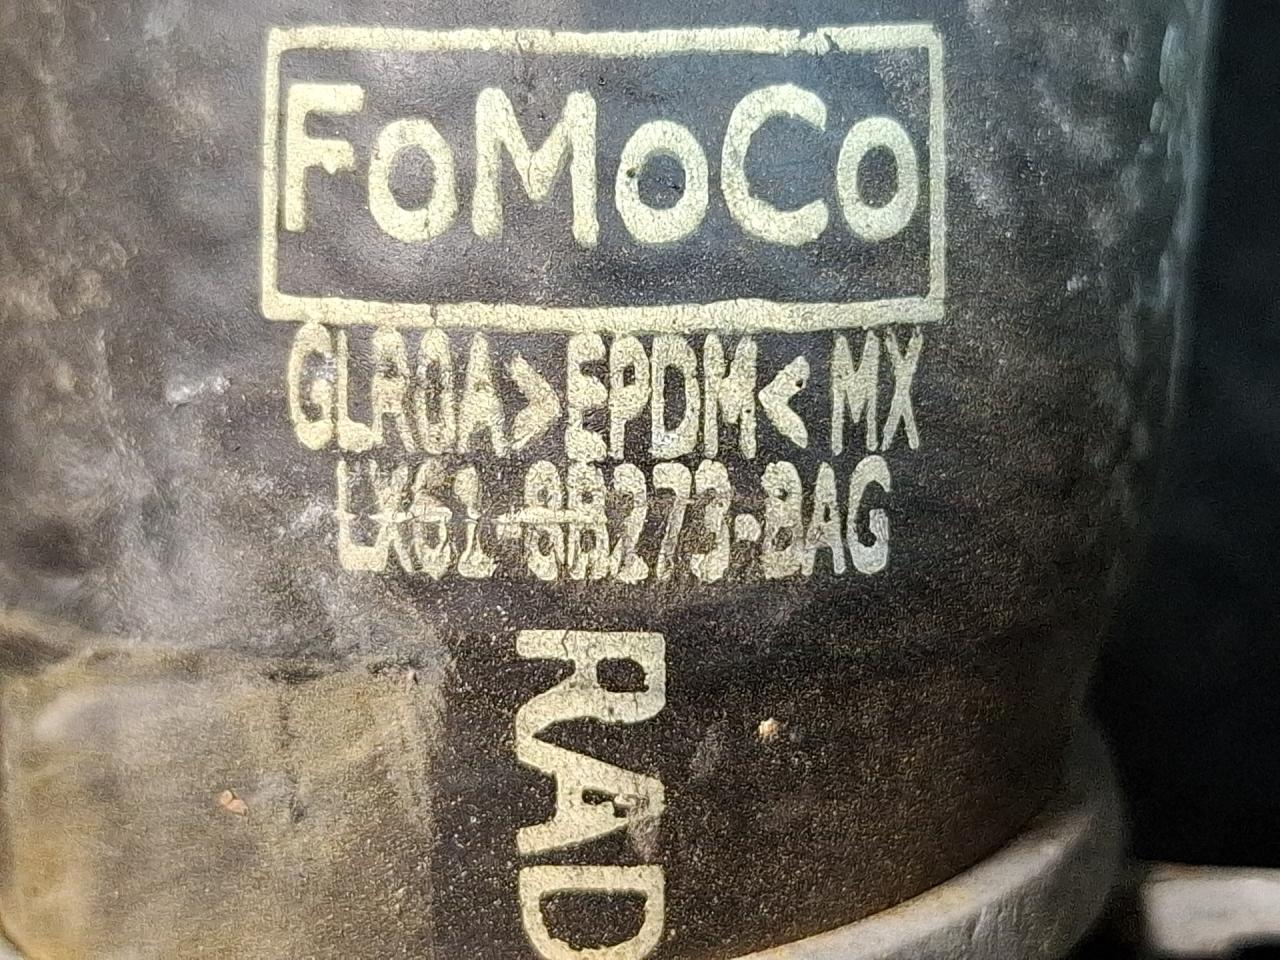 FoMoCo
GLR0A>EPDM< MX
LX61-8B273-BAG
RAD